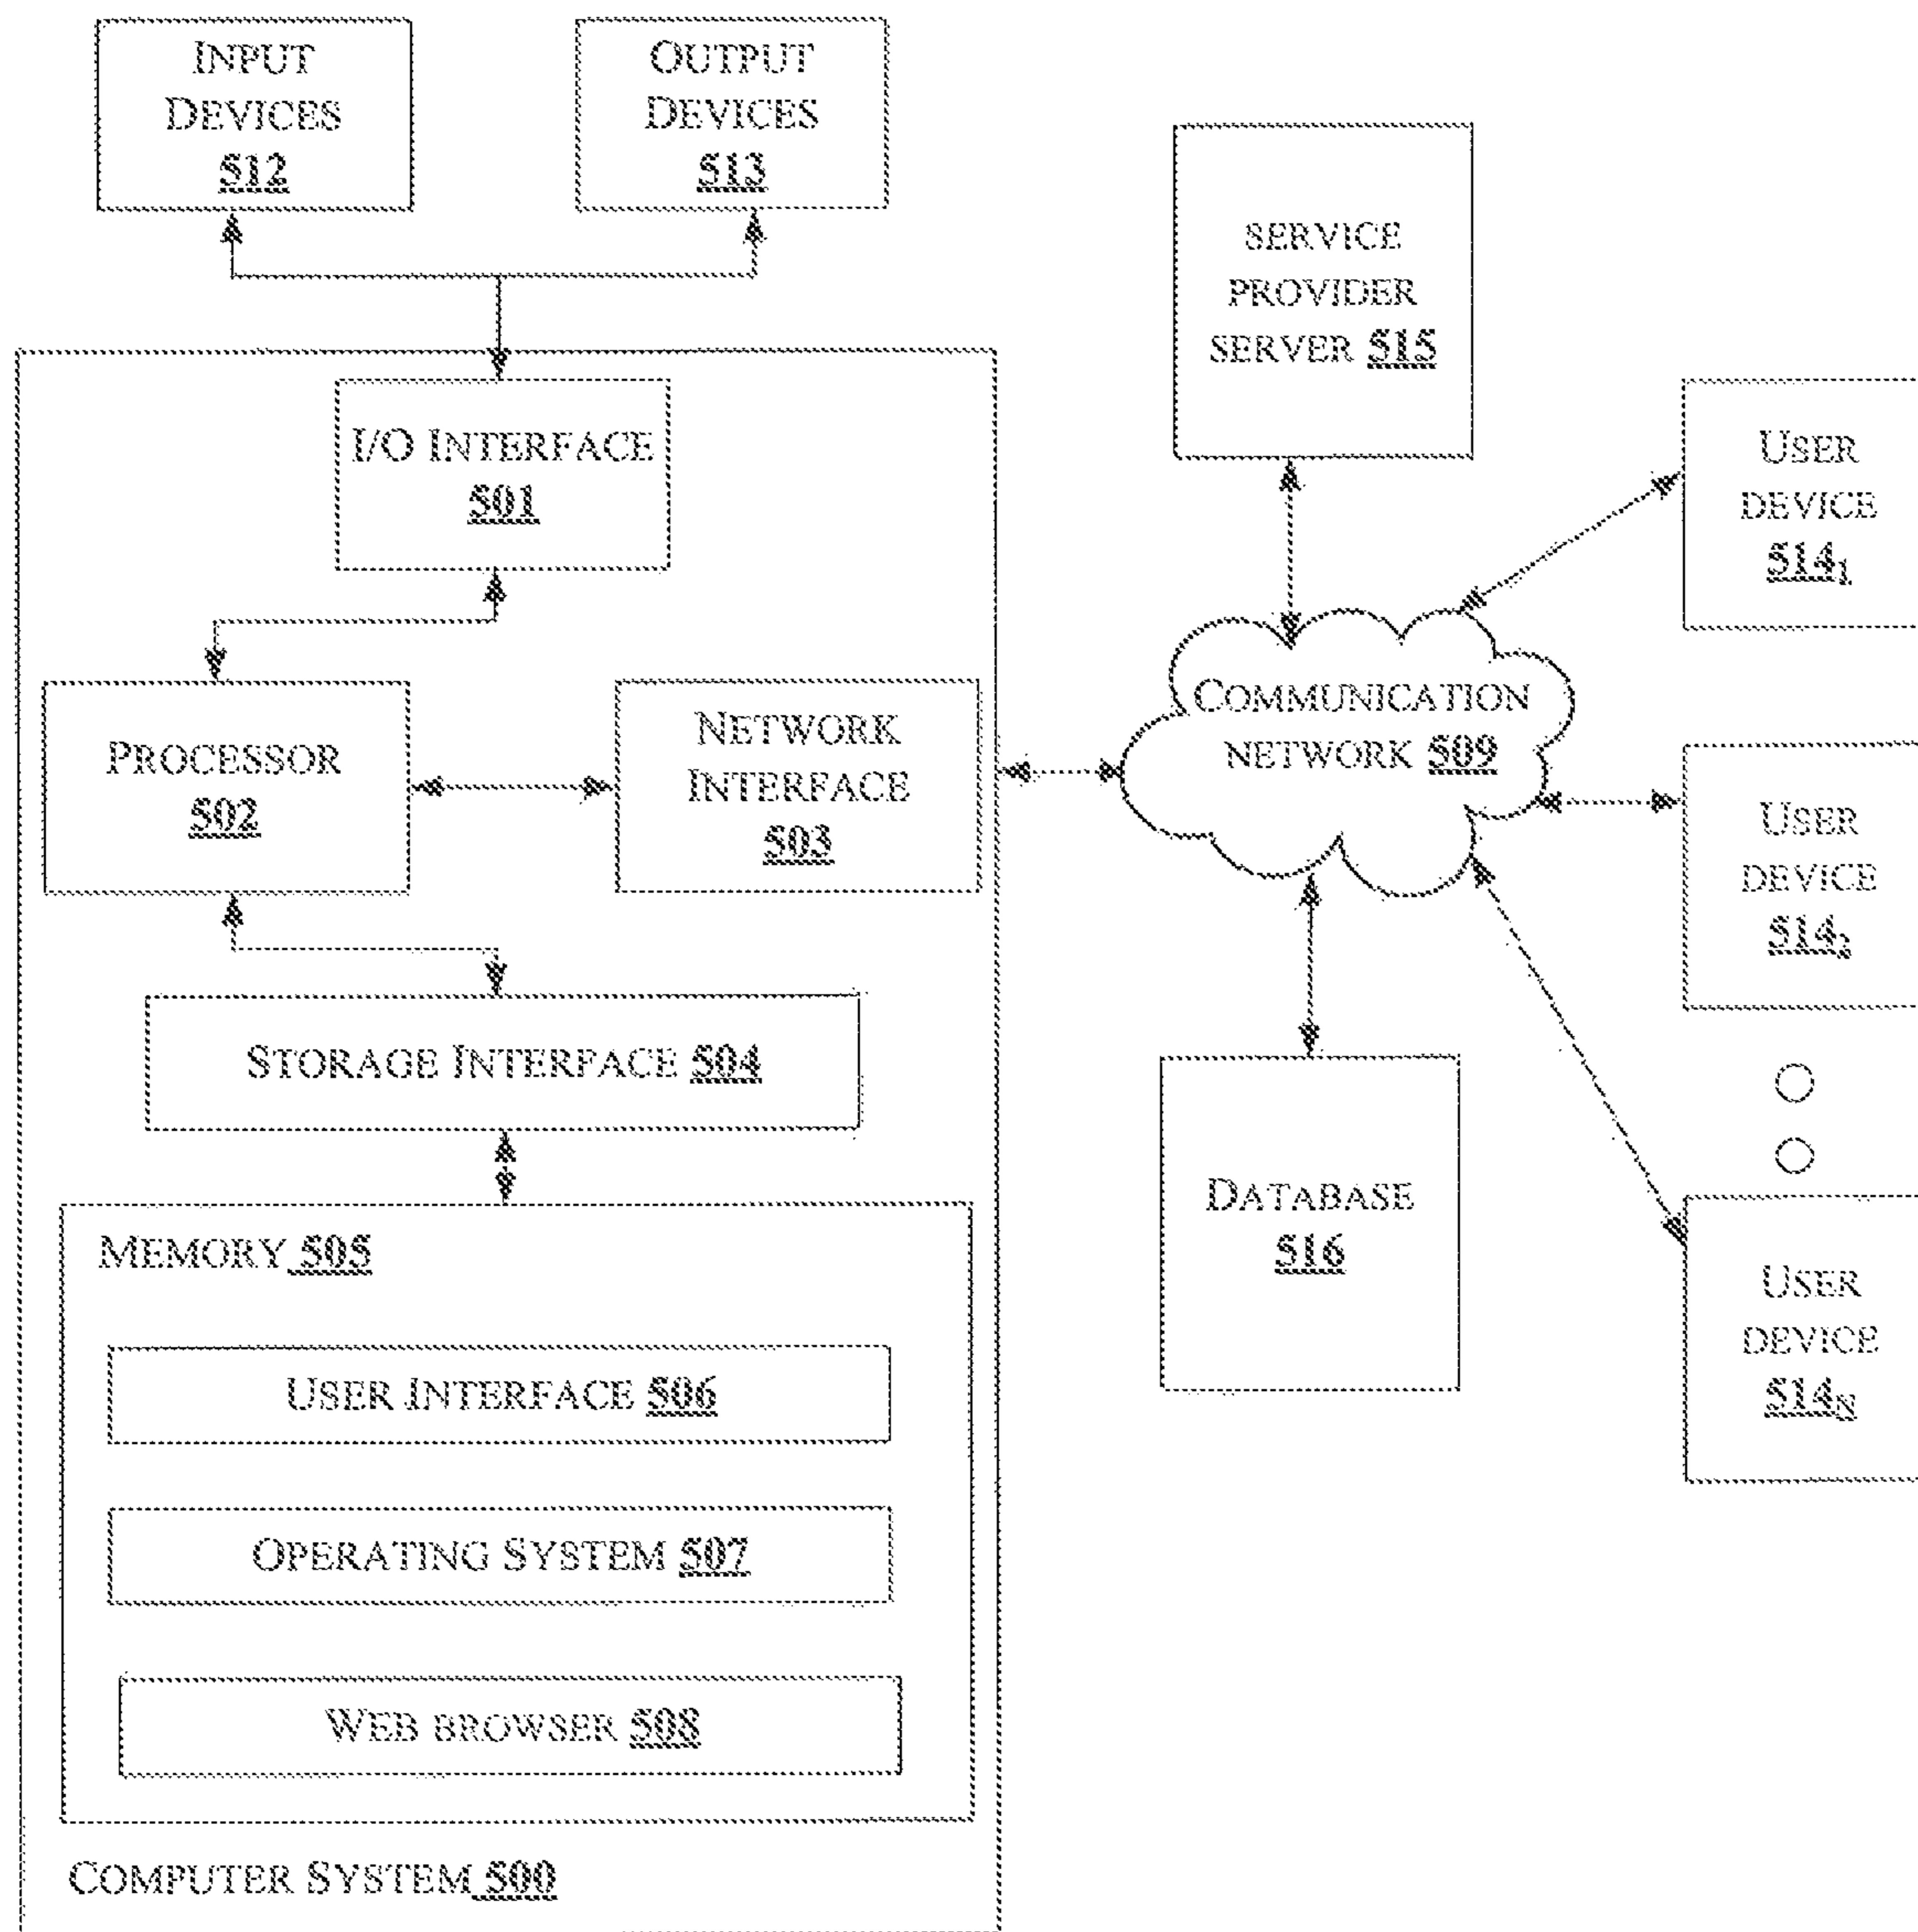 INPUT
DEVICES
512
OUTPUT
DEVICES
513
SERVICE
PROVIDER
SERVER 515
I/O INTERFACE
501
USER
DEVICE
514₁
PROCESSOR
502
NETWORK
INTERFACE
503
COMMUNICATION
NETWORK 509
USER
DEVICE
514₂
STORAGE INTERFACE 504
DATABASE
516
USER
DEVICE
514N
MEMORY 505
USER INTERFACE 506
OPERATING SYSTEM 507
WEB BROWSER 508
COMPUTER SYSTEM 500